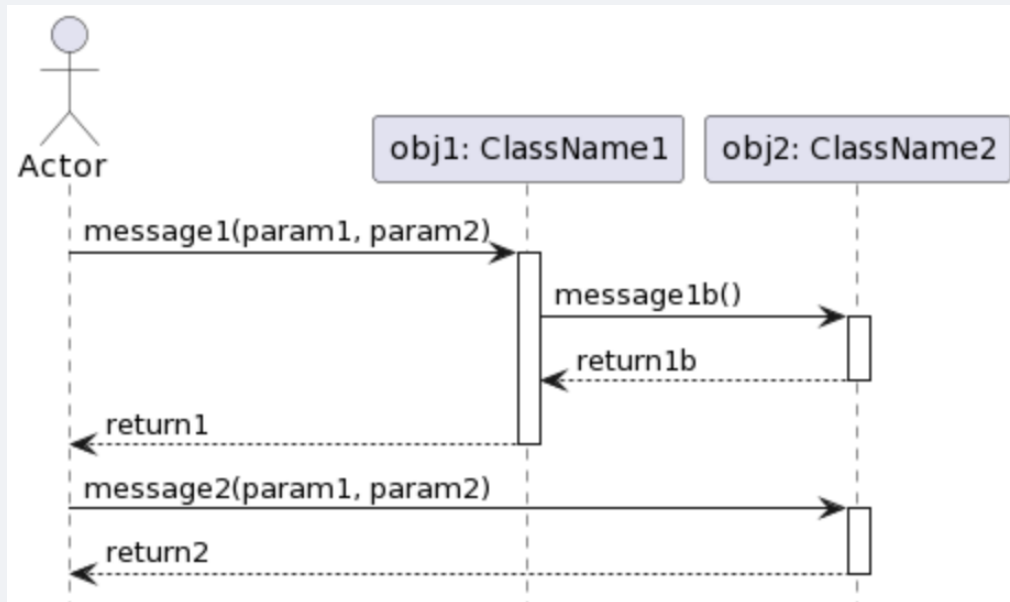 Actor
obj1: ClassName1
obj2: ClassName2
message1(param1, param2)
message1b()
return1b
return1
message2(param1, param2)
return2